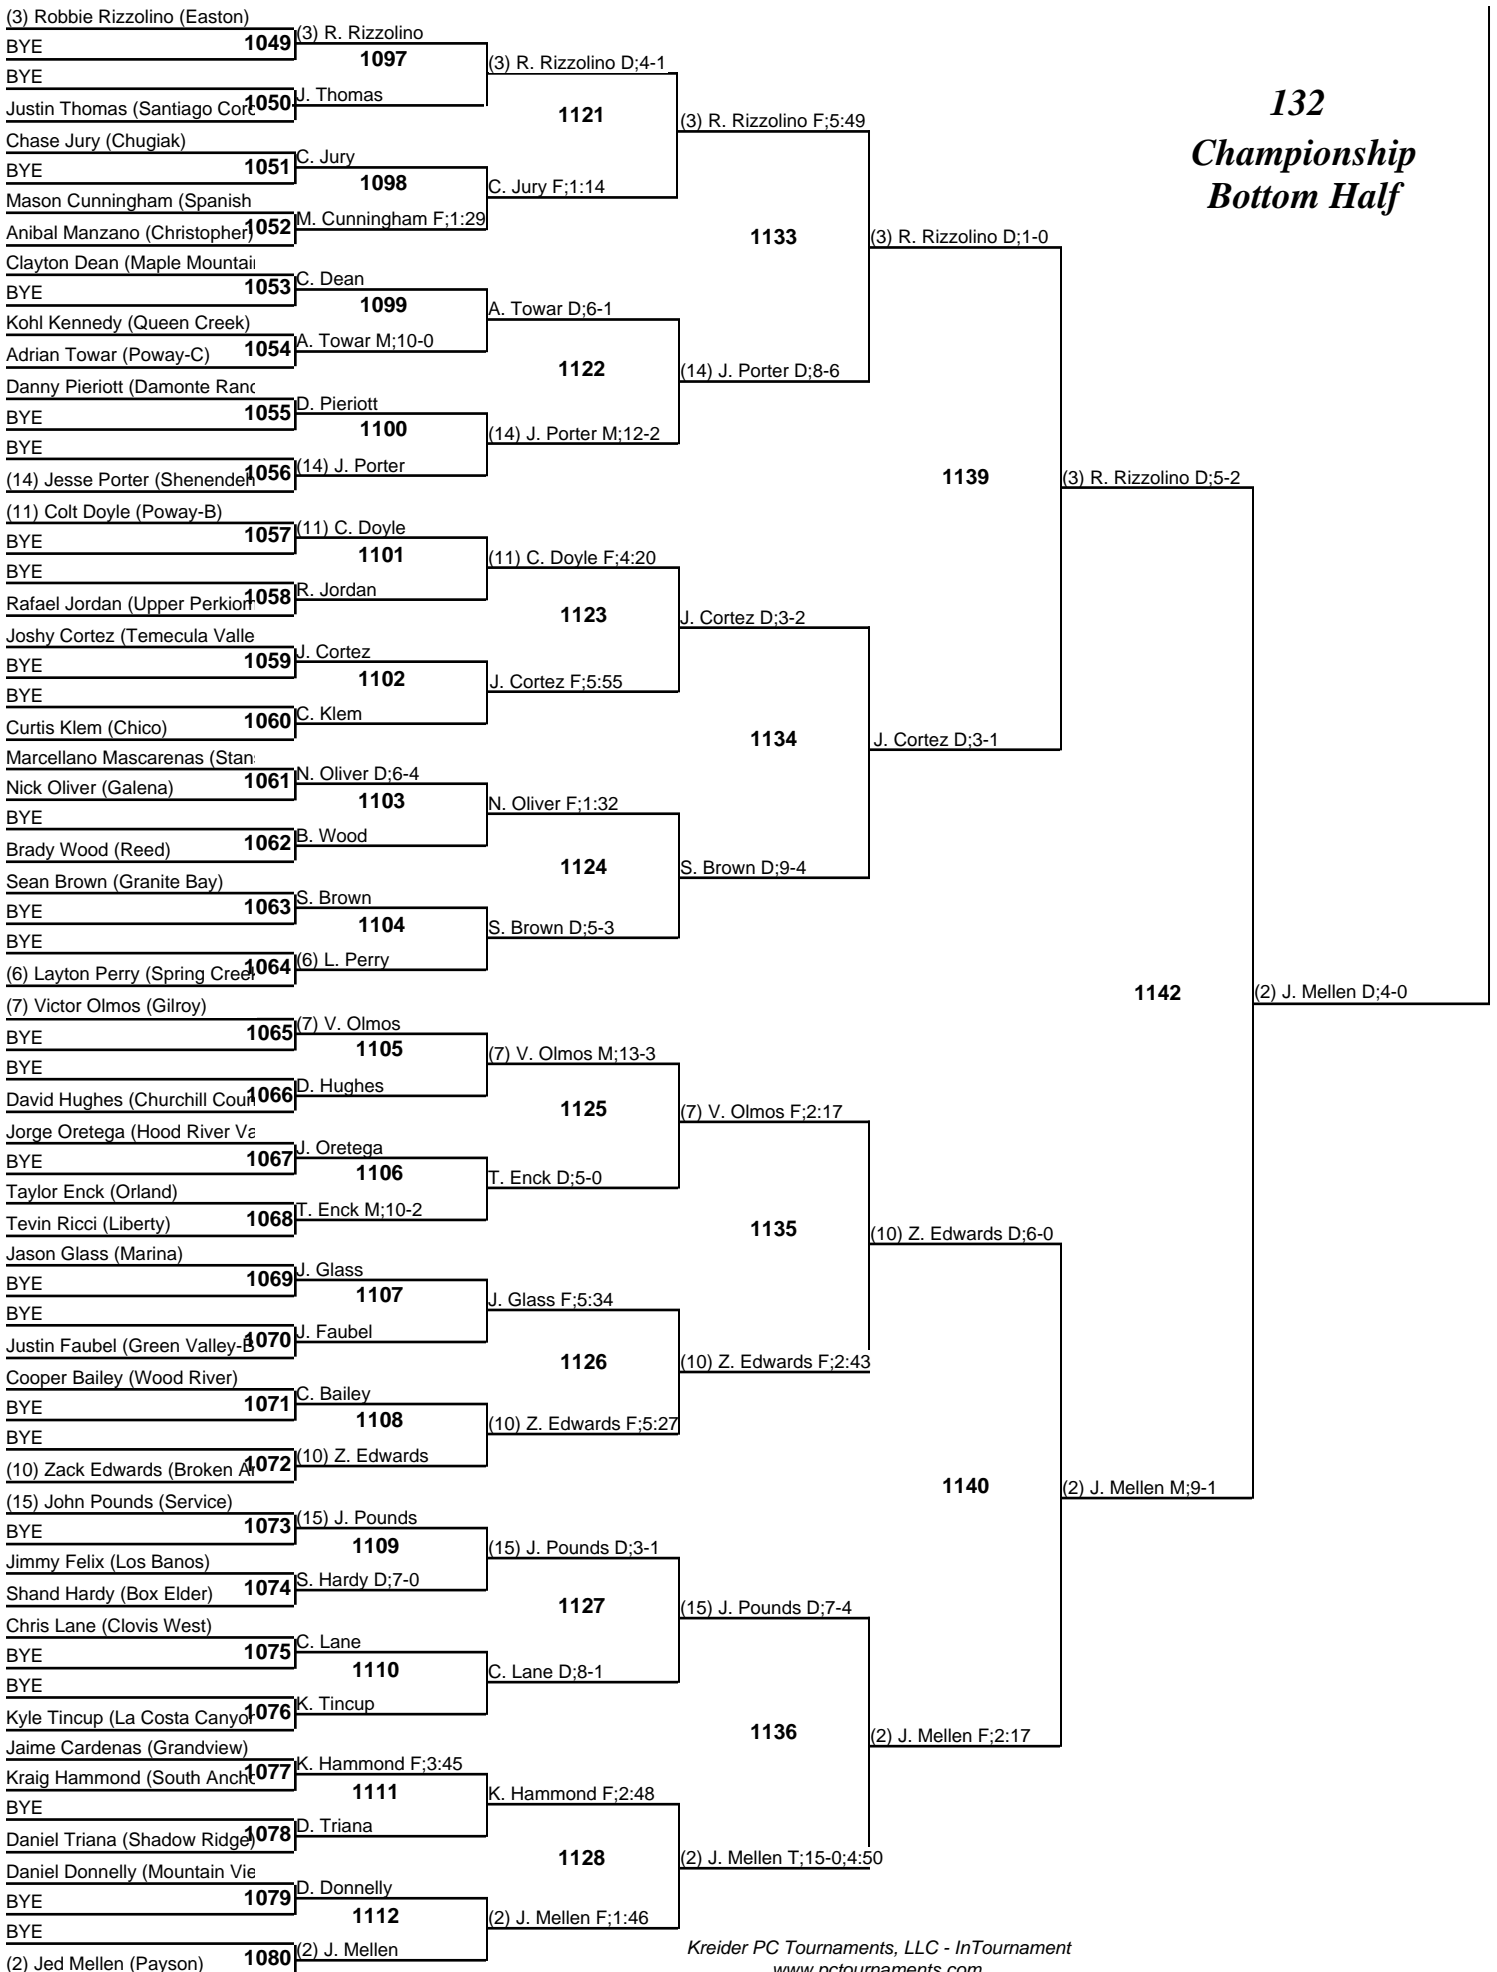 132
Championship
Bottom Half
(3) Robbie Rizzolino (Easton)
BYE
1049
BYE
Justin Thomas (Santiago Coro
1050
Chase Jury (Chugiak)
BYE
1051
Mason Cunningham (Spanish
Anibal Manzano (Christopher)
1052
Clayton Dean (Maple Mountain
BYE
1053
Kohl Kennedy (Queen Creek)
Adrian Towar (Poway-C)
1054
Danny Pieriott (Damonte Ranc
BYE
1055
BYE
(14) Jesse Porter (Shenendeh
1056
(11) Colt Doyle (Poway-B)
BYE
1057
BYE
Rafael Jordan (Upper Perkiom
1058
Joshy Cortez (Temecula Valle
BYE
1059
BYE
Curtis Klem (Chico)
1060
Marcellano Mascarenas (Stans
Nick Oliver (Galena)
1061
BYE
Brady Wood (Reed)
1062
Sean Brown (Granite Bay)
BYE
1063
BYE
(6) Layton Perry (Spring Creek
1064
(7) Victor Olmos (Gilroy)
BYE
1065
BYE
David Hughes (Churchill Coun
1066
Jorge Oretega (Hood River Va
BYE
1067
Taylor Enck (Orland)
Tevin Ricci (Liberty)
1068
Jason Glass (Marina)
BYE
1069
BYE
Justin Faubel (Green Valley-B
1070
Cooper Bailey (Wood River)
BYE
1071
BYE
(10) Zack Edwards (Broken Ar
1072
(15) John Pounds (Service)
BYE
1073
Jimmy Felix (Los Banos)
Shand Hardy (Box Elder)
1074
Chris Lane (Clovis West)
BYE
1075
BYE
Kyle Tincup (La Costa Canyon
1076
Jaime Cardenas (Grandview)
Kraig Hammond (South Ancho
1077
BYE
Daniel Triana (Shadow Ridge)
1078
Daniel Donnelly (Mountain Vie
BYE
1079
BYE
(2) Jed Mellen (Payson)
1080
(3) R. Rizzolino
1097
J. Thomas
C. Jury
1098
M. Cunningham F;1:29
C. Dean
1099
A. Towar M;10-0
D. Pieriott
1100
(14) J. Porter
(11) C. Doyle
1101
R. Jordan
J. Cortez
1102
C. Klem
N. Oliver D;6-4
1103
B. Wood
S. Brown
1104
(6) L. Perry
(7) V. Olmos
1105
D. Hughes
J. Oretega
1106
T. Enck M;10-2
J. Glass
1107
J. Faubel
C. Bailey
1108
(10) Z. Edwards
(15) J. Pounds
1109
S. Hardy D;7-0
C. Lane
1110
K. Tincup
K. Hammond F;3:45
1111
D. Triana
D. Donnelly
1112
(2) J. Mellen
(3) R. Rizzolino D;4-1
1121
C. Jury F;1:14
A. Towar D;6-1
1122
(14) J. Porter M;12-2
(11) C. Doyle F;4:20
1123
J. Cortez F;5:55
N. Oliver F;1:32
1124
S. Brown D;5-3
(7) V. Olmos M;13-3
1125
T. Enck D;5-0
J. Glass F;5:34
1126
(10) Z. Edwards F;5:27
(15) J. Pounds D;3-1
1127
C. Lane D;8-1
K. Hammond F;2:48
1128
(2) J. Mellen F;1:46
(3) R. Rizzolino F;5:49
1133
(14) J. Porter D;8-6
J. Cortez D;3-2
1134
S. Brown D;9-4
(7) V. Olmos F;2:17
1135
(10) Z. Edwards F;2:43
(15) J. Pounds D;7-4
1136
(2) J. Mellen T;15-0;4:50
(3) R. Rizzolino D;1-0
1139
J. Cortez D;3-1
(10) Z. Edwards D;6-0
1140
(2) J. Mellen F;2:17
(3) R. Rizzolino D;5-2
1142
(2) J. Mellen M;9-1
(2) J. Mellen D;4-0
Kreider PC Tournaments, LLC - InTournament
www.pctournaments.com